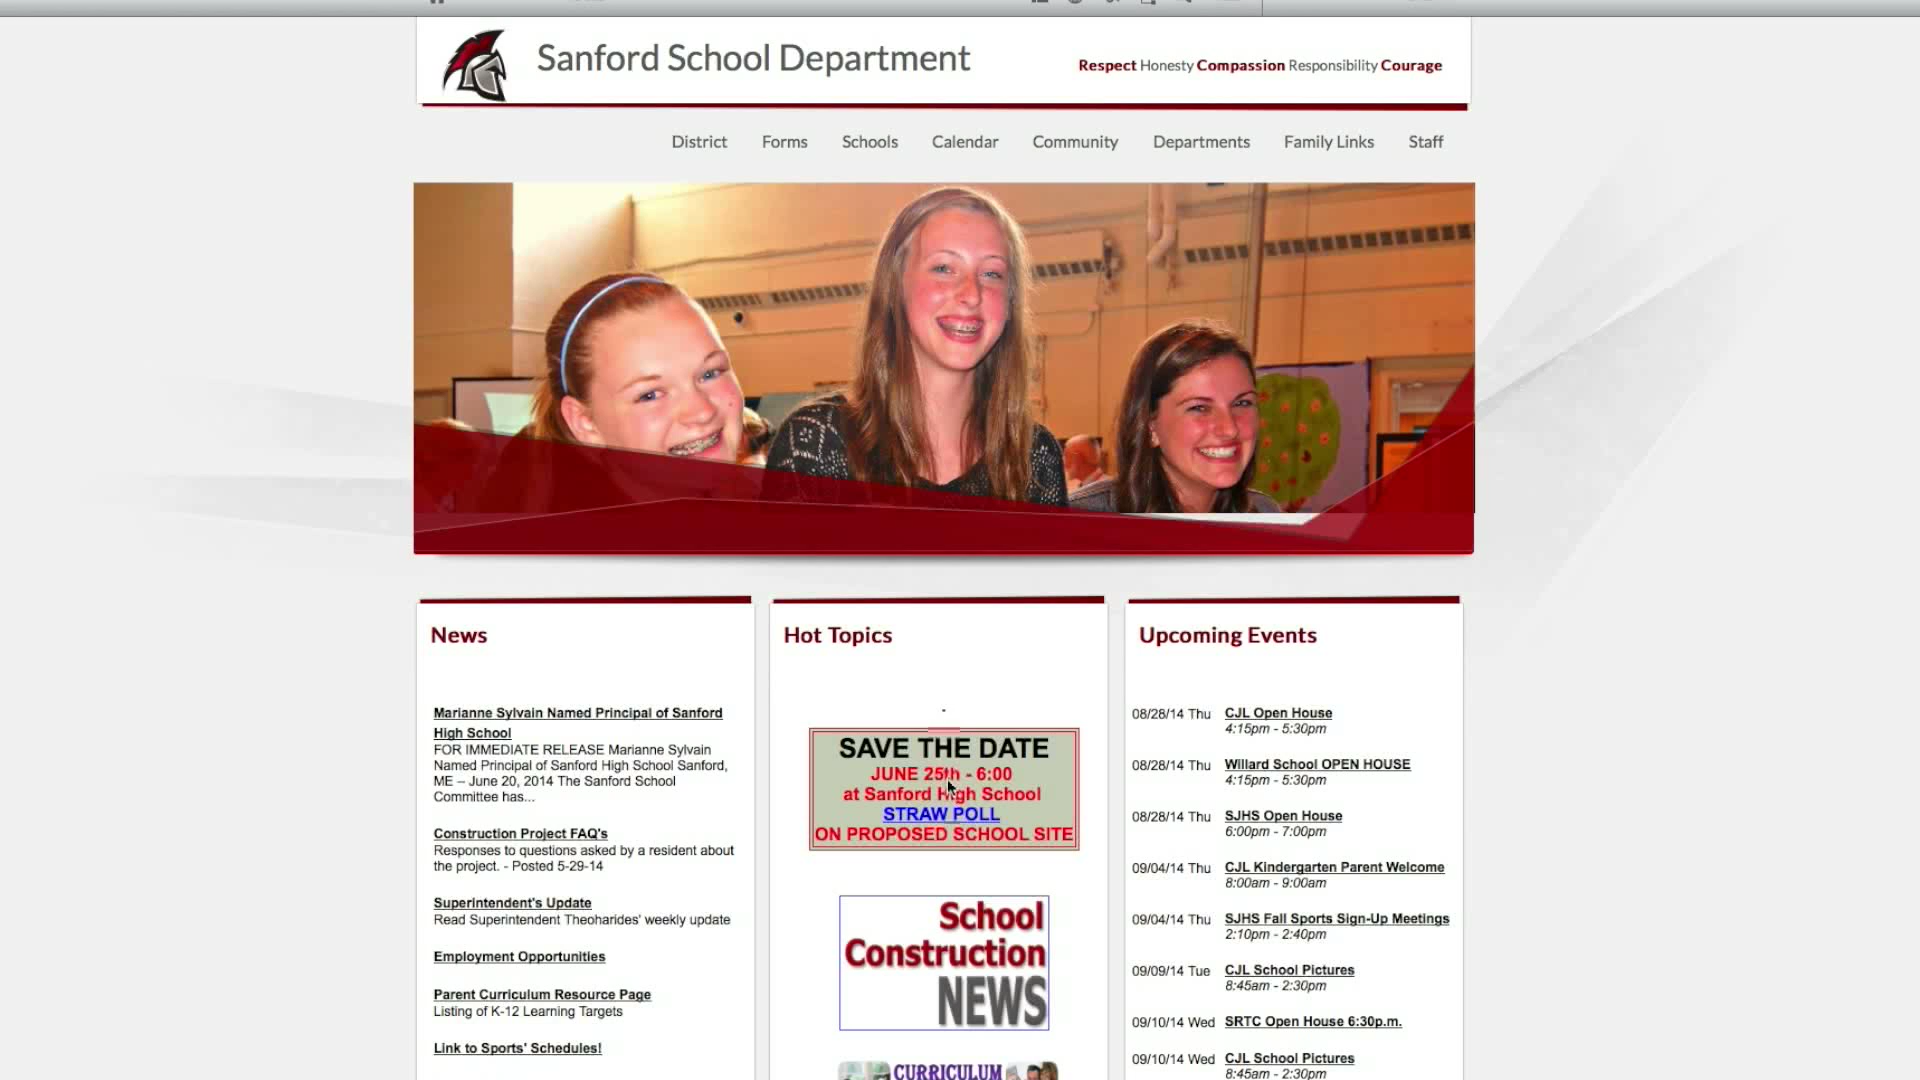 Sanford School Department
Respect Honesty Compassion Responsibility Courage
District Forms Schools Calendar Community Departments Family Links Staff
News
Marianne Sylvain Named Principal of Sanford
High School
FOR IMMEDIATE RELEASE Marianne Sylvain
Named Principal of Sanford High School Sanford,
ME – June 20, 2014 The Sanford School
Committee has...
Construction Project FAQ's
Responses to questions asked by a resident about
the project. - Posted 5-29-14
Superintendent's Update
Read Superintendent Theoharides' weekly update
Employment Opportunities
Parent Curriculum Resource Page
Listing of K-12 Learning Targets
Link to Sports' Schedules!
Hot Topics
.
SAVE THE DATE
JUNE 25th - 6:00
at Sanford High School
STRAW POLL
ON PROPOSED SCHOOL SITE
School
Construction
NEWS
CURRICULUM
Upcoming Events
08/28/14 Thu CJL Open House
4:15pm - 5:30pm
08/28/14 Thu Willard School OPEN HOUSE
4:15pm - 5:30pm
08/28/14 Thu SJHS Open House
6:00pm - 7:00pm
09/04/14 Thu CJL Kindergarten Parent Welcome
8:00am - 9:00am
09/04/14 Thu SJHS Fall Sports Sign-Up Meetings
2:10pm - 2:40pm
09/09/14 Tue CJL School Pictures
8:45am - 2:30pm
09/10/14 Wed SRTC Open House 6:30p.m.
09/10/14 Wed CJL School Pictures
8:45am - 2:30pm